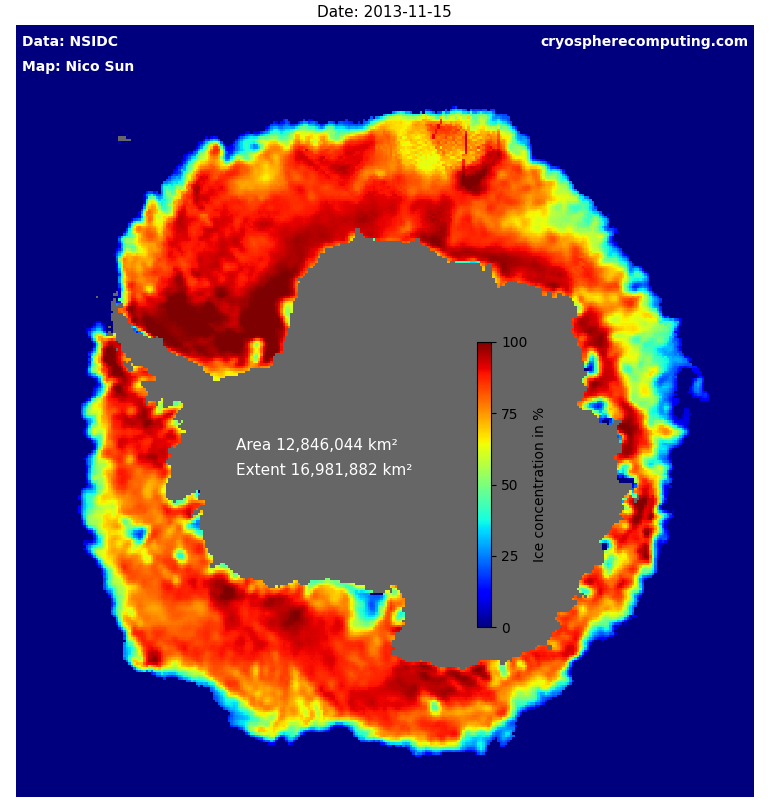 Date: 2013-11-15
Data: NSIDC
cryospherecomputing.com
Map: Nico Sun
100
75
50
25
0
Ice concentration in %
Area 12,846,044 km²
Extent 16,981,882 km²